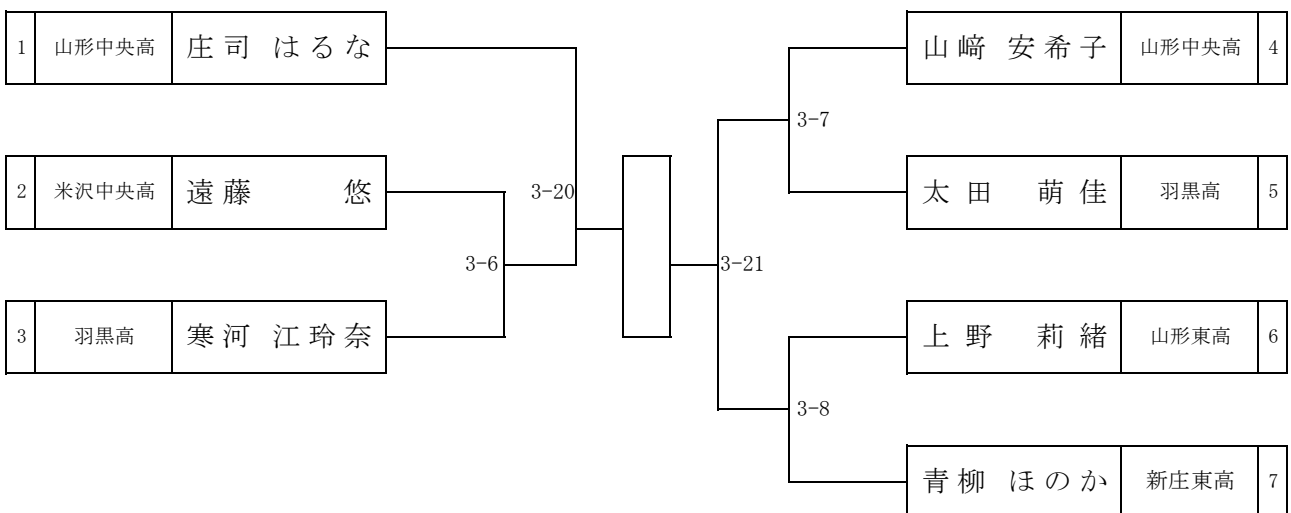 1 山形中央高 庄司 はるな
山﨑 安希子 山形中央高 4
3-7
2 米沢中央高 遠藤 悠
3-20
太田 萌佳 羽黒高 5
3-6
3-21
3 羽黒高 寒河 江玲奈
上野 莉緒 山形東高 6
3-8
青柳 ほのか 新庄東高 7